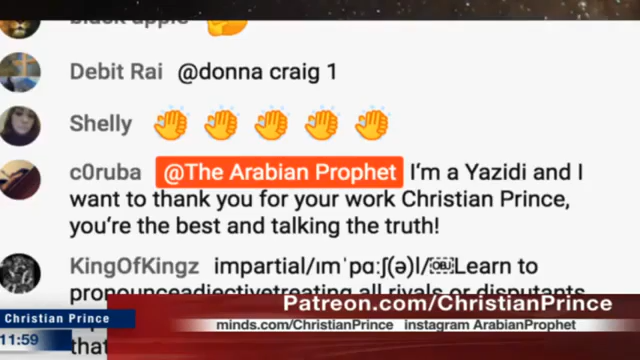 black apple
Debit Rai @donna craig 1
Shelly
c0ruba @The Arabian Prophet I'm a Yazidi and I
want to thank you for your work Christian Prince,
you're the best and talking the truth!
KingOfKingz impartial/ɪmˈpɑːʃ(ə)l/￼Learn to
pronounceadjectivetreating all rivals or disputants
Patreon.com/ChristianPrince
Christian Prince
minds.com/ChristianPrince instagram ArabianProphet
11:59
that